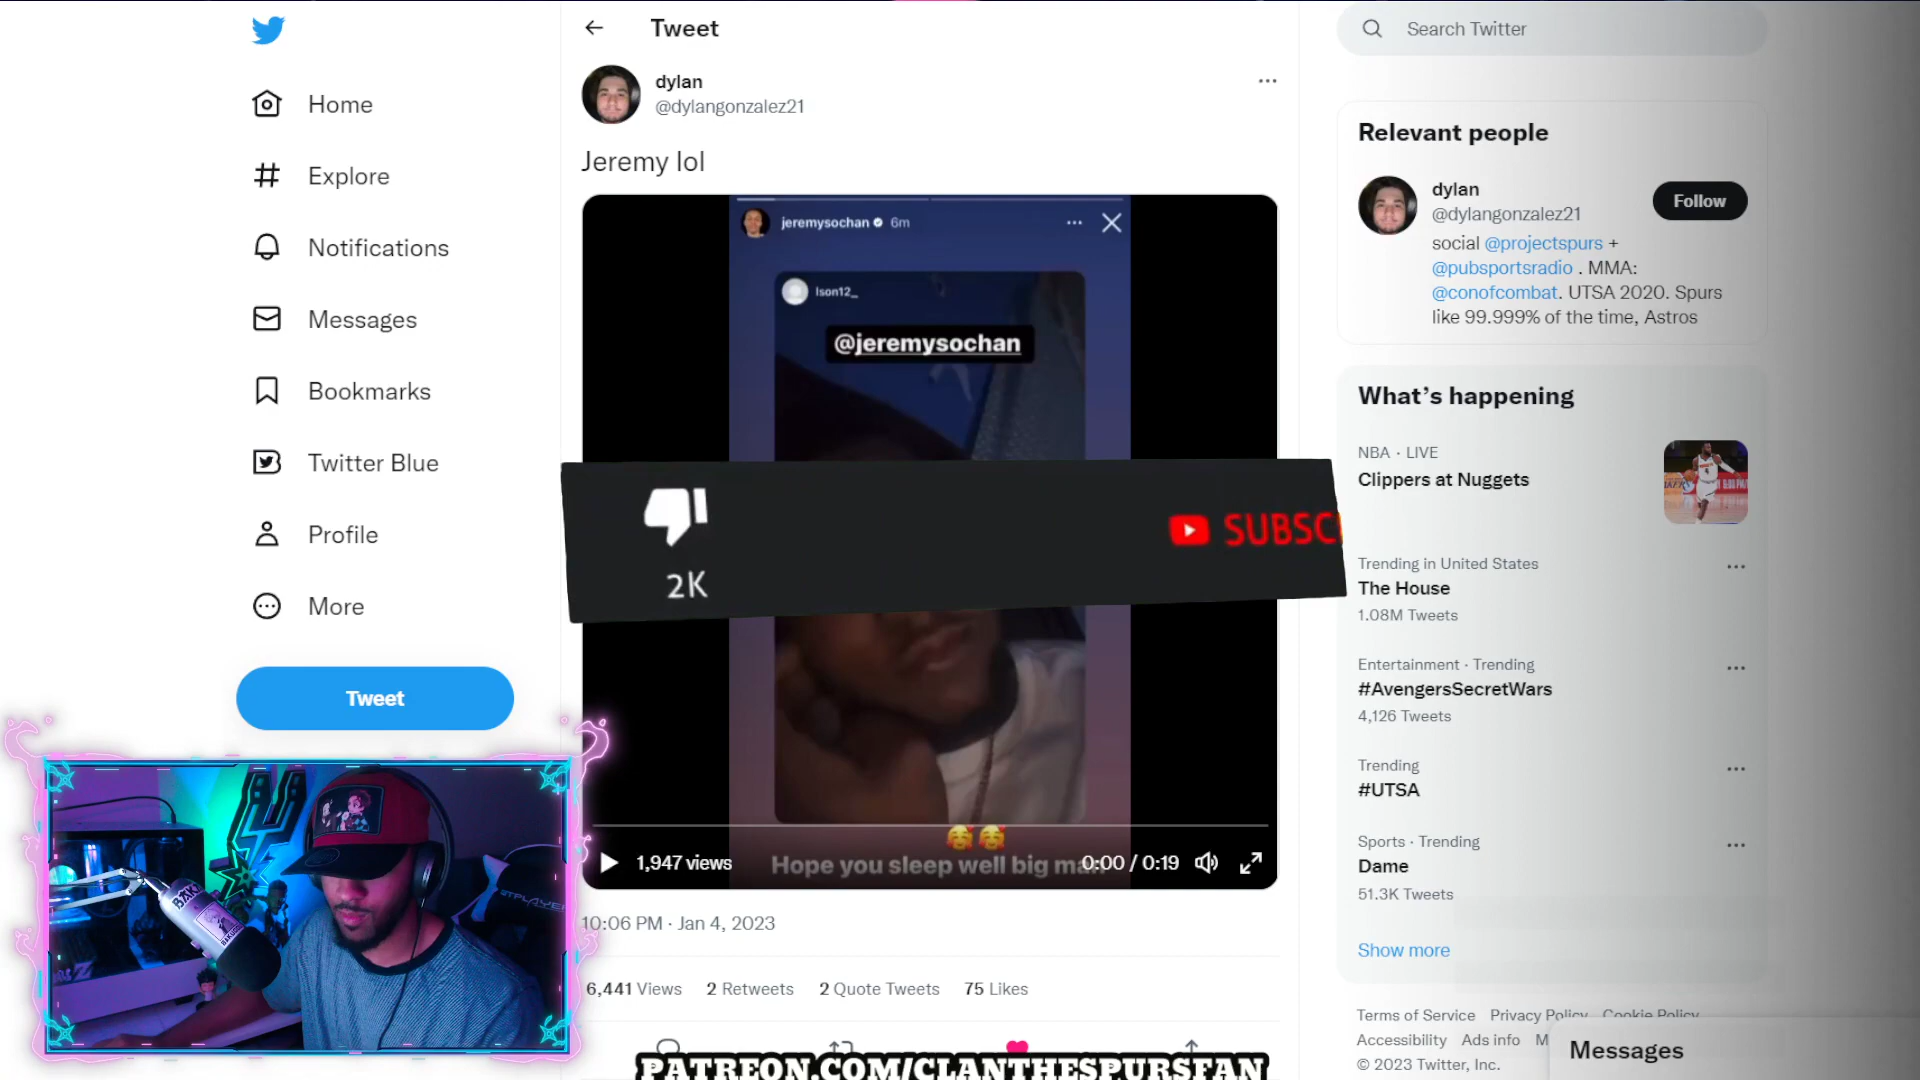 Home
Explore
Notifications
Messages
Bookmarks
Twitter Blue
Profile
More
Tweet
Tweet
dylan
@dylangonzalez21
Jeremy lol
jeremysochan 6m
lson12_
@jeremysochan
2K
SUBSC
🥰🥰
1,947 views
Hope you sleep well big ma
0:00 / 0:19
10:06 PM · Jan 4, 2023
6,441 Views 2 Retweets 2 Quote Tweets 75 Likes
PATREON.COM/CLANTHESPURSFAN
Search Twitter
Relevant people
dylan
@dylangonzalez21
Follow
social @projectspurs +
@pubsportsradio . MMA:
@conofcombat. UTSA 2020. Spurs
like 99.999% of the time, Astros
What's happening
NBA · LIVE
Clippers at Nuggets
Trending in United States
The House
1.08M Tweets
Entertainment · Trending
#AvengersSecretWars
4,126 Tweets
Trending
#UTSA
Sports · Trending
Dame
51.3K Tweets
Show more
Terms of Service Privacy Policy Cookie Policy
Accessibility Ads info M
© 2023 Twitter, Inc.
Messages